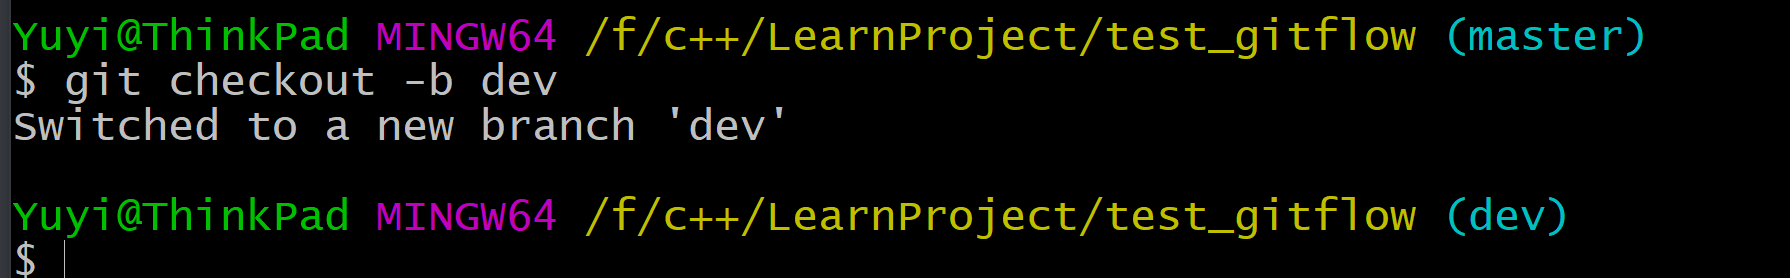 Yuyi@ThinkPad MINGW64 /f/c++/LearnProject/test_gitflow (master)
$ git checkout -b dev
Switched to a new branch 'dev'
Yuyi@ThinkPad MINGW64 /f/c++/LearnProject/test_gitflow (dev)
$